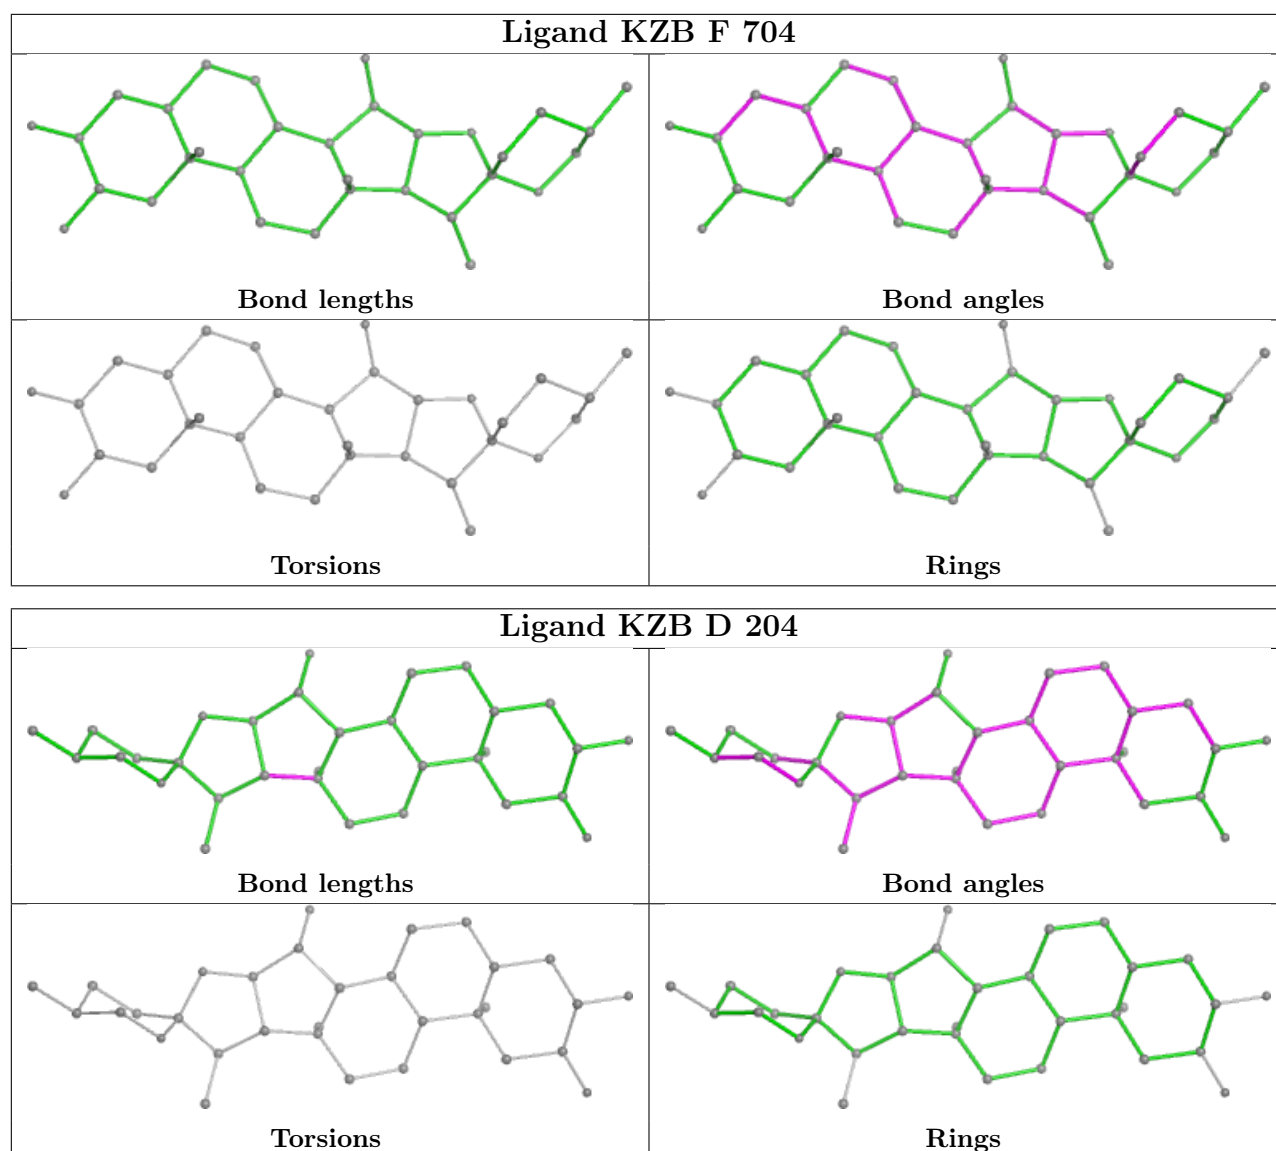 Ligand KZB F 704
Bond lengths
Bond angles
Torsions
Rings
Ligand KZB D 204
Bond lengths
Bond angles
Torsions
Rings